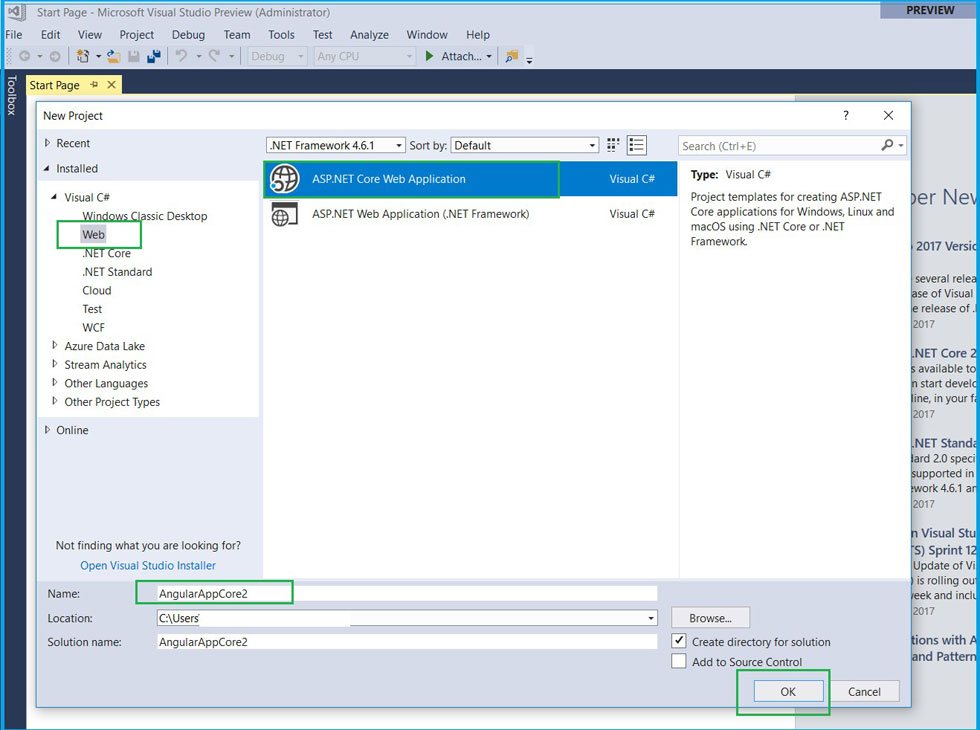 Start Page - Microsoft Visual Studio Preview (Administrator)
PREVIEW
File Edit View Project Debug Team Tools Test Analyze Window Help
Debug Any CPU Attach...
Toolbox
Start Page
New Project
?
Recent
.NET Framework 4.6.1 Sort by: Default
Search (Ctrl+E)
Installed
Visual C#
Windows Classic Desktop
Web
.NET Core
.NET Standard
Cloud
Test
WCF
Azure Data Lake
Stream Analytics
Other Languages
Other Project Types
Online
Not finding what you are looking for?
Open Visual Studio Installer
ASP.NET Core Web Application Visual C#
ASP.NET Web Application (.NET Framework) Visual C#
Type: Visual C#
Project templates for creating ASP.NET
Core applications for Windows, Linux and
macOS using .NET Core or .NET
Framework.
Name: AngularAppCore2
Location: C:\Users
Browse...
Solution name: AngularAppCore2
Create directory for solution
Add to Source Control
OK Cancel
2017 Versio
several relea
ase of Visual
e release of .
2017
.NET Core 2
s available to
n start develo
line, in your fa
2017
.NET Standa
dard 2.0 specif
supported in
ework 4.6.1 an
2017
n Visual Stu
TS) Sprint 12
Update of Vi
) is rolling ou
week and inclu
2017
tions with A
and Pattern